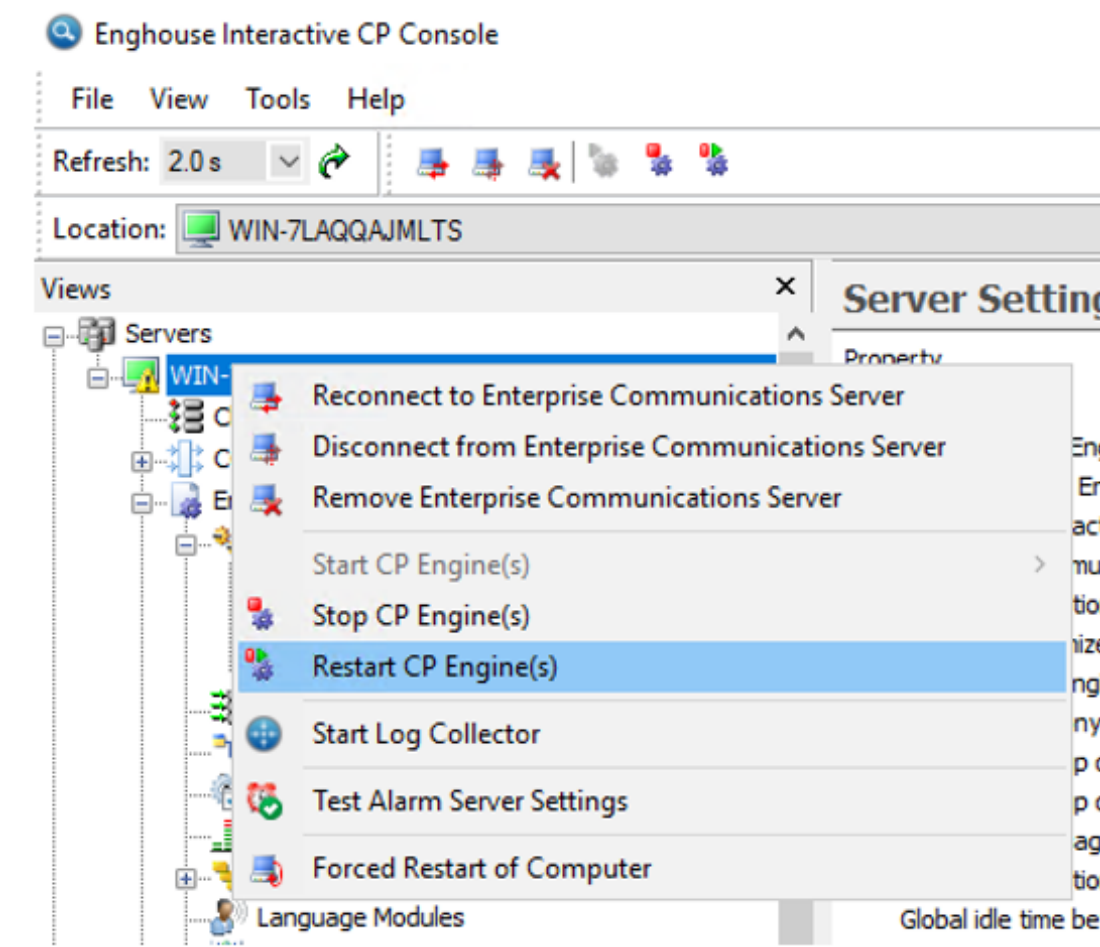 Enghouse Interactive CP Console
File View Tools Help
Refresh: 2.0 s
Location: WIN-7LAQQAJMLTS
Views
Server Setting
Servers
Property
WIN-
Reconnect to Enterprise Communications Server
Disconnect from Enterprise Communications Server
Remove Enterprise Communications Server
Start CP Engine(s)
Stop CP Engine(s)
Restart CP Engine(s)
Start Log Collector
Test Alarm Server Settings
Forced Restart of Computer
Language Modules
Global idle time be